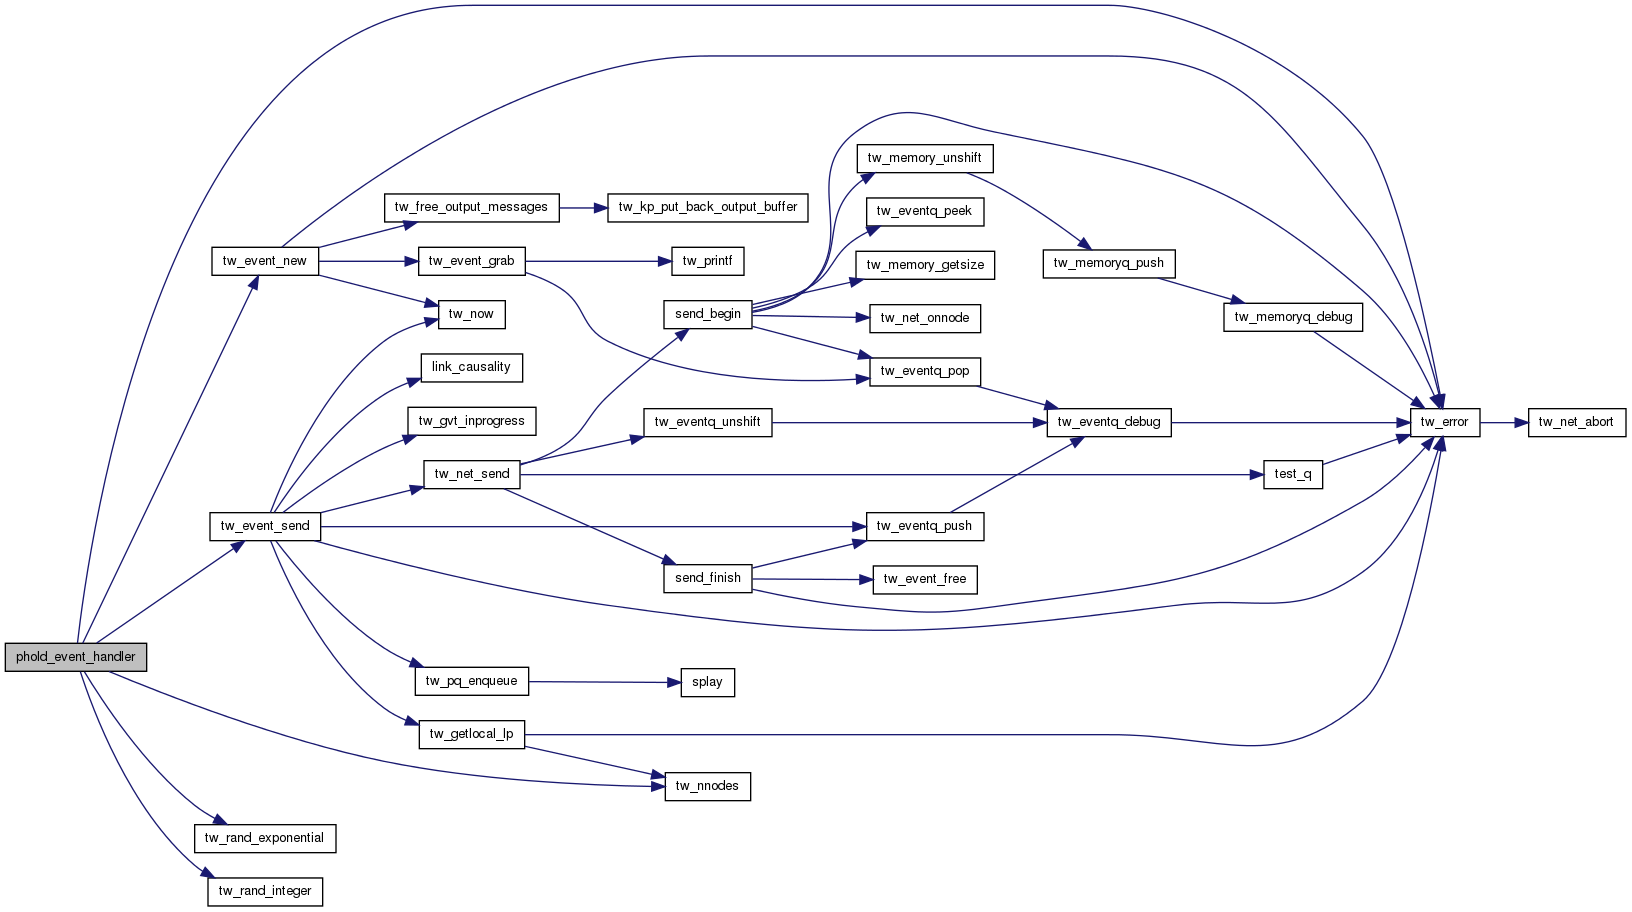 tw_memory_unshift
tw_free_output_messages
tw_kp_put_back_output_buffer
tw_eventq_peek
tw_event_new
tw_event_grab
tw_printf
tw_memory_getsize
tw_memoryq_push
tw_now
send_begin
tw_net_onnode
tw_memoryq_debug
link_causality
tw_eventq_pop
tw_gvt_inprogress
tw_eventq_unshift
tw_eventq_debug
tw_error
tw_net_abort
tw_net_send
test_q
tw_event_send
tw_eventq_push
send_finish
tw_event_free
phold_event_handler
tw_pq_enqueue
splay
tw_getlocal_lp
tw_nnodes
tw_rand_exponential
tw_rand_integer